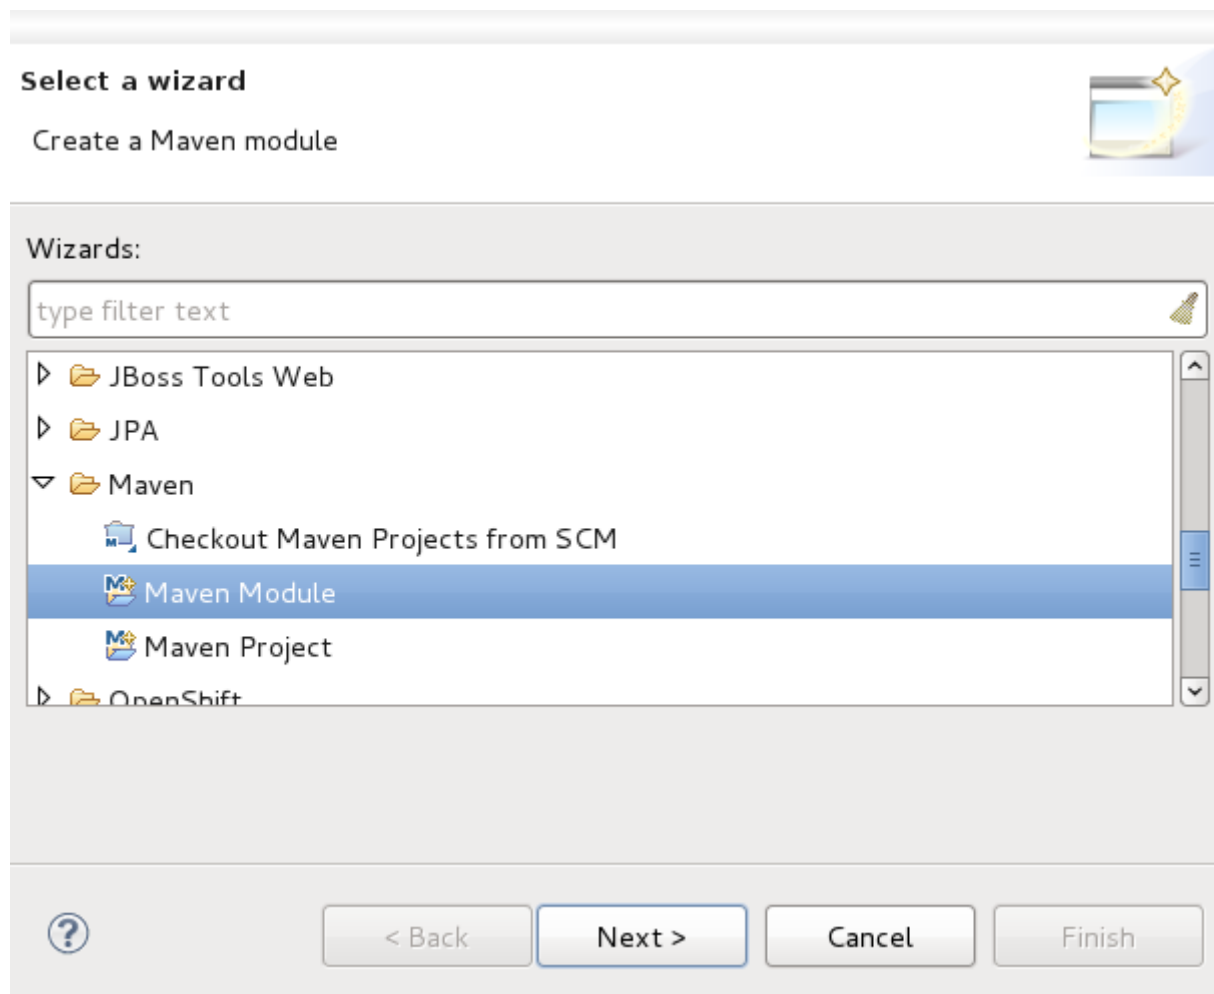 Select a wizard
Create a Maven module
Wizards:
type filter text
JBoss Tools Web
JPA
Maven
Checkout Maven Projects from SCM
Maven Module
Maven Project
OpenShift
< Back
Next >
Cancel
Finish